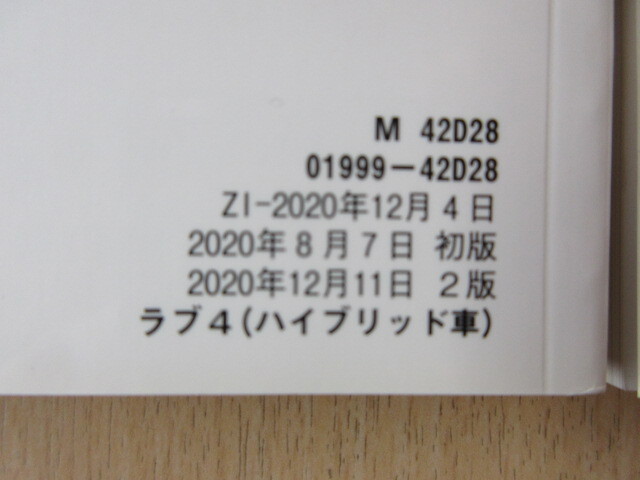 M 42D28
01999-42D28
ZI-2020年12月4日
2020年8月7日 初版
2020年12月11日 2版
ラブ4(ハイブリッド車)